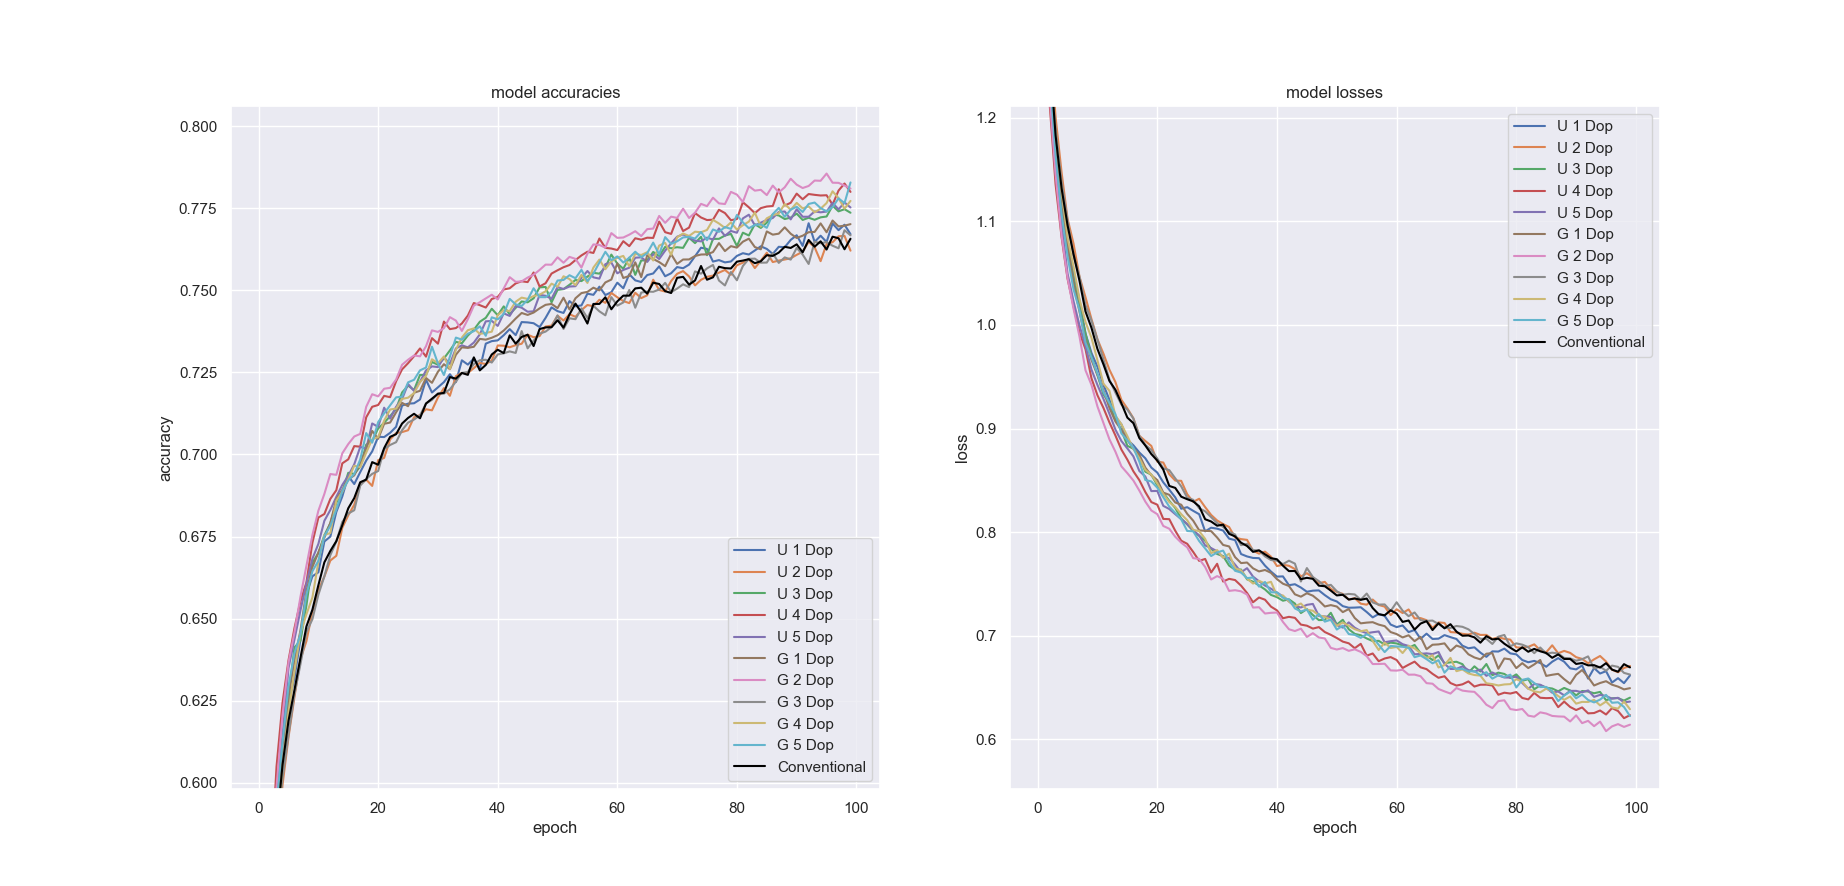 model accuracies
0.800
0.775
0.750
0.725
0.700
0.675
0.650
0.625
0.600
accuracy
0
20
40
60
80
100
epoch
U 1 Dop
U 2 Dop
U 3 Dop
U 4 Dop
U 5 Dop
G 1 Dop
G 2 Dop
G 3 Dop
G 4 Dop
G 5 Dop
Conventional
model losses
1.2
1.1
1.0
0.9
0.8
0.7
0.6
loss
0
20
40
60
80
100
epoch
U 1 Dop
U 2 Dop
U 3 Dop
U 4 Dop
U 5 Dop
G 1 Dop
G 2 Dop
G 3 Dop
G 4 Dop
G 5 Dop
Conventional